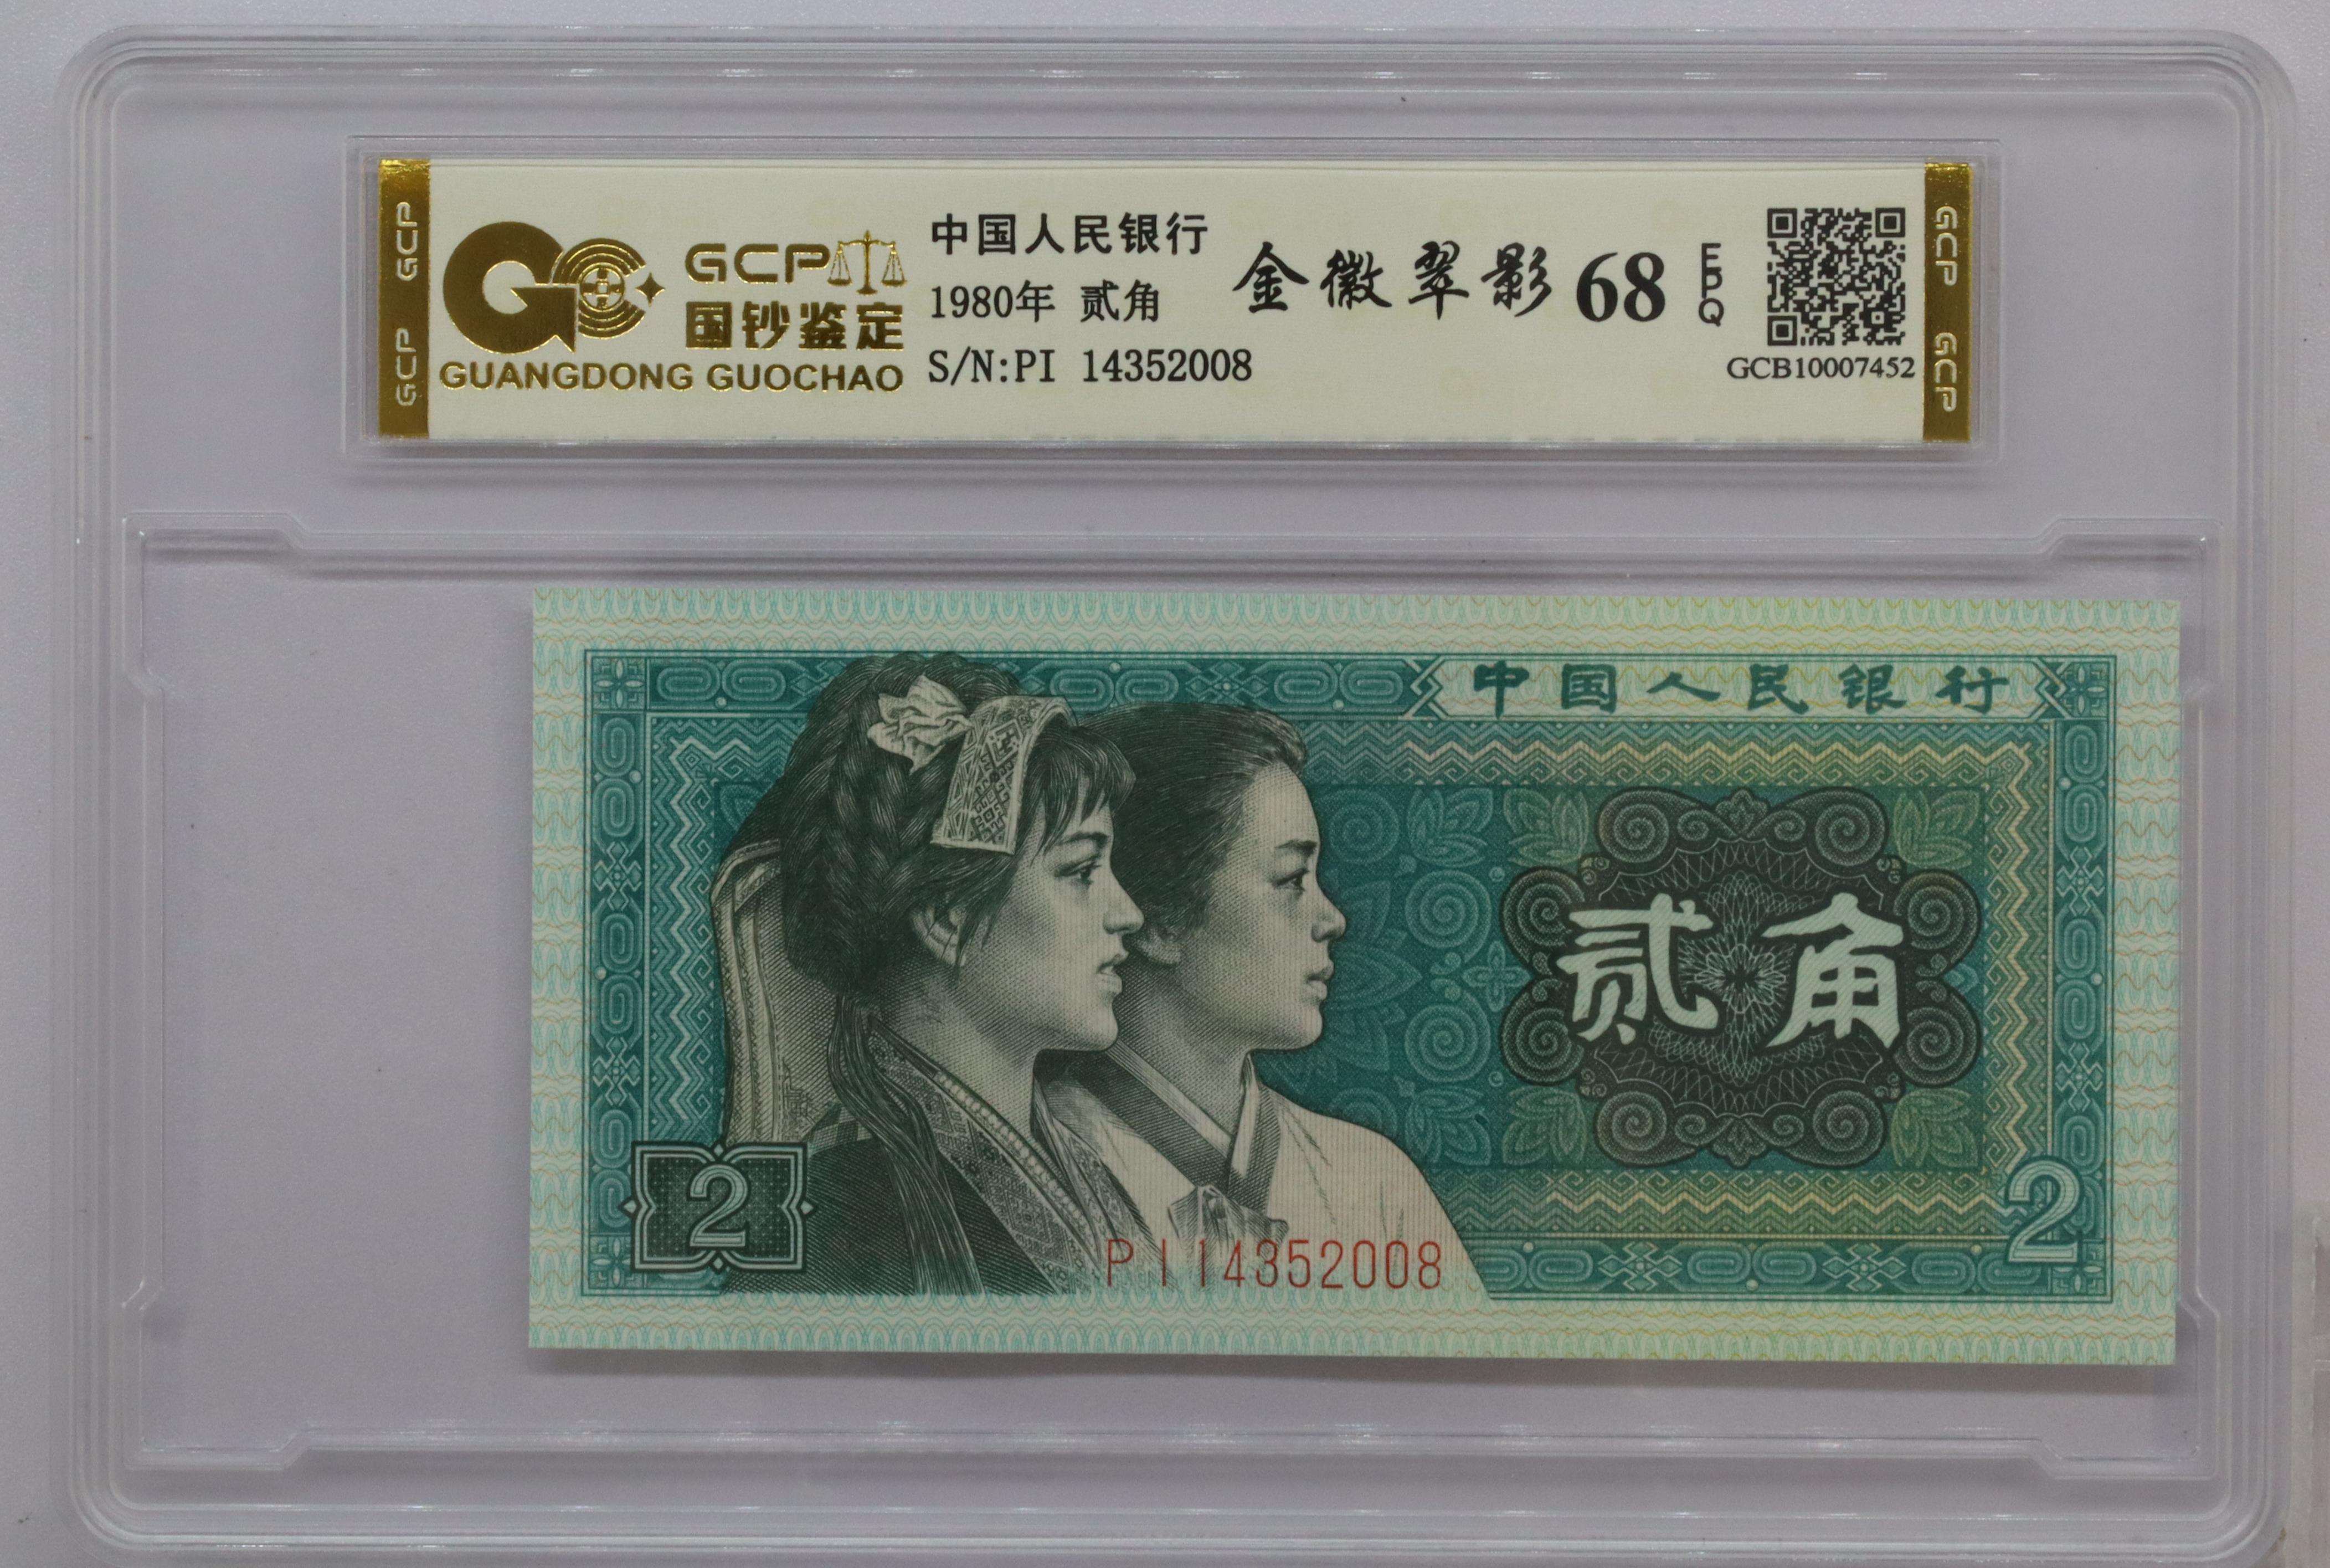 GCP GCP
GCP
国钞鉴定
GUANGDONG GUOCHAO
中国人民银行
1980年 贰角
S/N:PI 14352008
金徽翠影 68 EPQ
GCB10007452
GCP GCP
中国人民银行
贰角
2
2
PI14352008